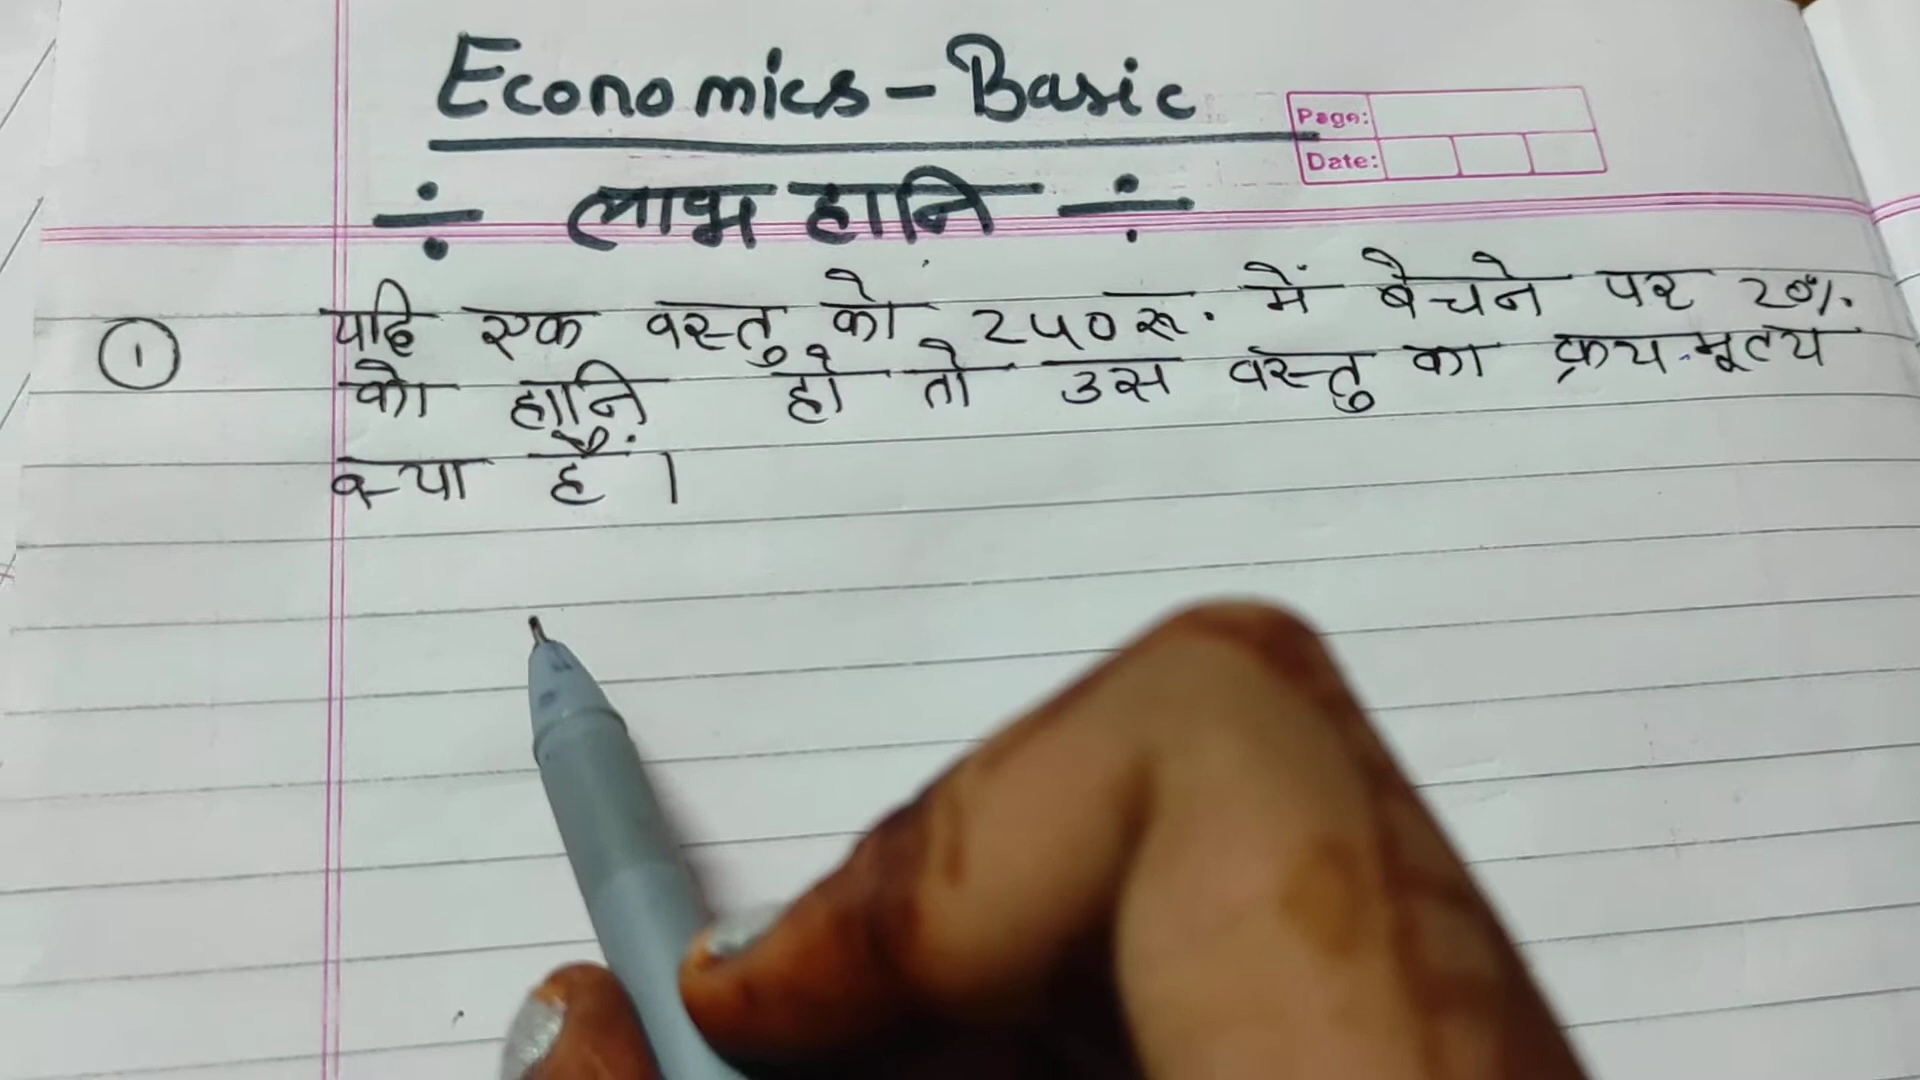 Economics - Basic
Page:
Date:
÷ लाभ हानि ÷
① यदि एक वस्तु को 240 रू. में बेचने पर 20%
की हानि हो तो उस वस्तु का क्रय-मूल्य
क्या है।